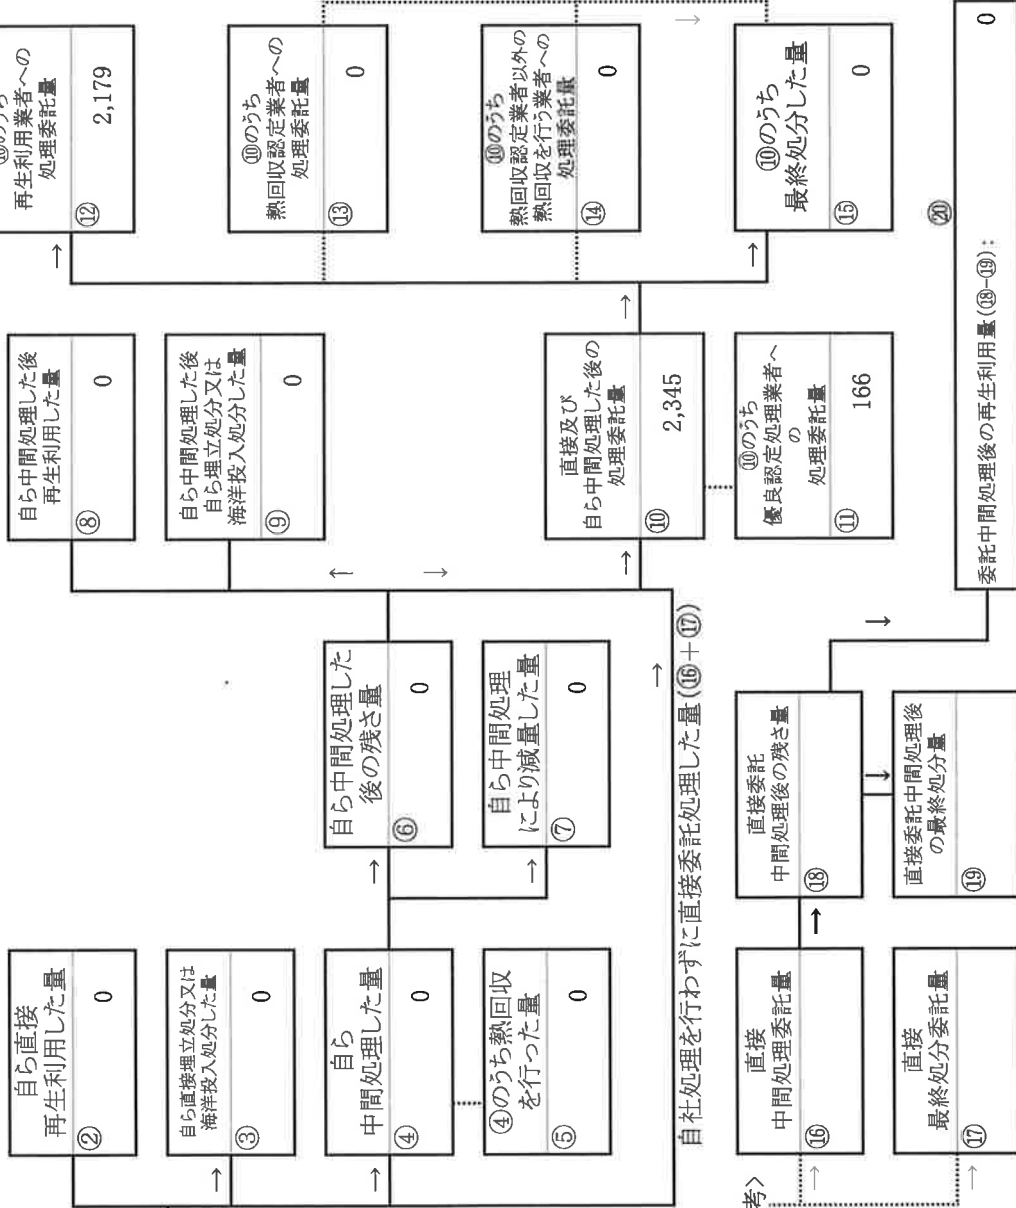 自ら直接
再生利用した量
②
0
自ら直接埋立処分又は
海洋投入処分した量
③
0
自ら
中間処理した量
④
0
④のうち熱回収
を行った量
⑤
0
自ら中間処理した
後の残さ量
⑥
0
自ら中間処理
により減量した量
⑦
0
自ら中間処理した後
再生利用した量
⑧
0
自ら中間処理した後
自ら埋立処分又は
海洋投入処分した量
⑨
0
直接及び
自ら中間処理した後の
処理委託量
⑩
2,345
⑩のうち
優良認定処理業者へ
の
処理委託量
⑪
166
⑩のうち
再生利用業者への
処理委託量
⑫
2,179
⑩のうち
熱回収認定業者への
処理委託量
⑬
0
⑩のうち
熱回収認定業者以外の
熱回収を行う業者への
処理委託量
⑭
0
⑩のうち
最終処分した量
⑮
0
自社処理を行わずに直接委託処理した量(⑯+⑰)
考>
直接
中間処理委託量
⑯
直接
最終処分委託量
⑰
直接委託
中間処理後の残さ量
⑱
直接委託中間処理後
の最終処分量
⑲
⑳
委託中間処理後の再生利用量(⑱-⑲):
0